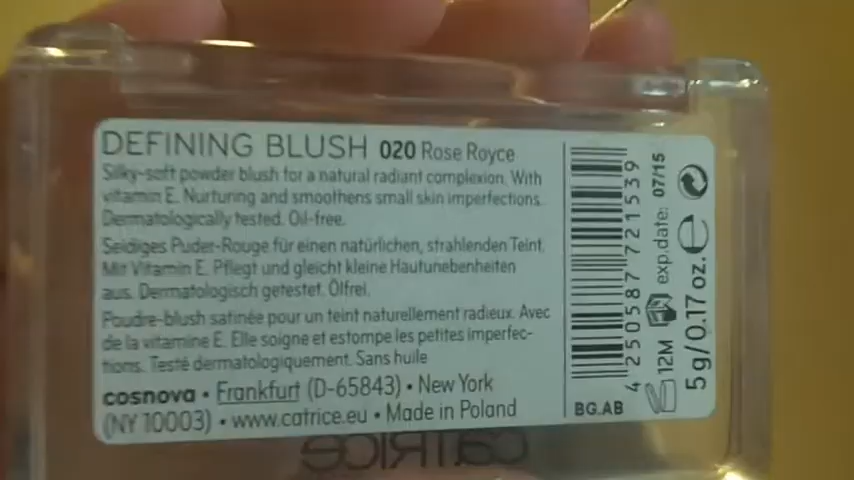 DEFINING BLUSH 020 Rose Royce
Silky-soft powder blush for a natural radiant complexion. With
vitamin E. Nurturing and smoothens small skin imperfections.
Dermatologically tested. Oil-free.
Seidiges Puder-Rouge für einen natürlichen, strahlenden Teint.
Mit Vitamin E. Pflegt und gleicht kleine Hautunebenheiten
aus. Dermatologisch getestet. Ölfrei.
Poudre-blush satinée pour un teint naturellement radieux. Avec
de la vitamine E. Elle soigne et estompe les petites imperfec-
tions. Testé dermatologiquement. Sans huile
cosnova • Frankfurt (D-65843) • New York
(NY 10003) • www.catrice.eu • Made in Poland
4 250587 721539
BG.AB
12M exp.date: 07/15
5g/0.17 oz. e
CATRICE